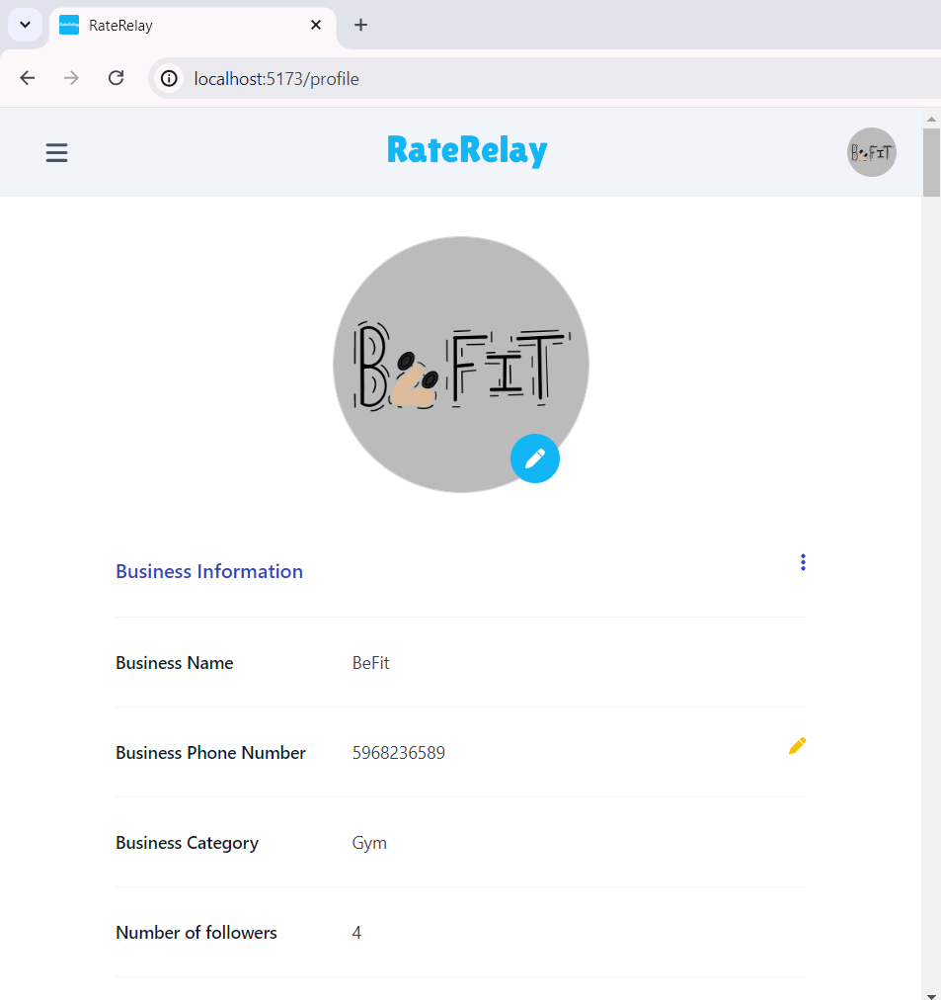 RateRelay
localhost:5173/profile
RateRelay
BeFIT
BeFIT
Business Information
Business Name BeFit
Business Phone Number 5968236589
Business Category Gym
Number of followers 4